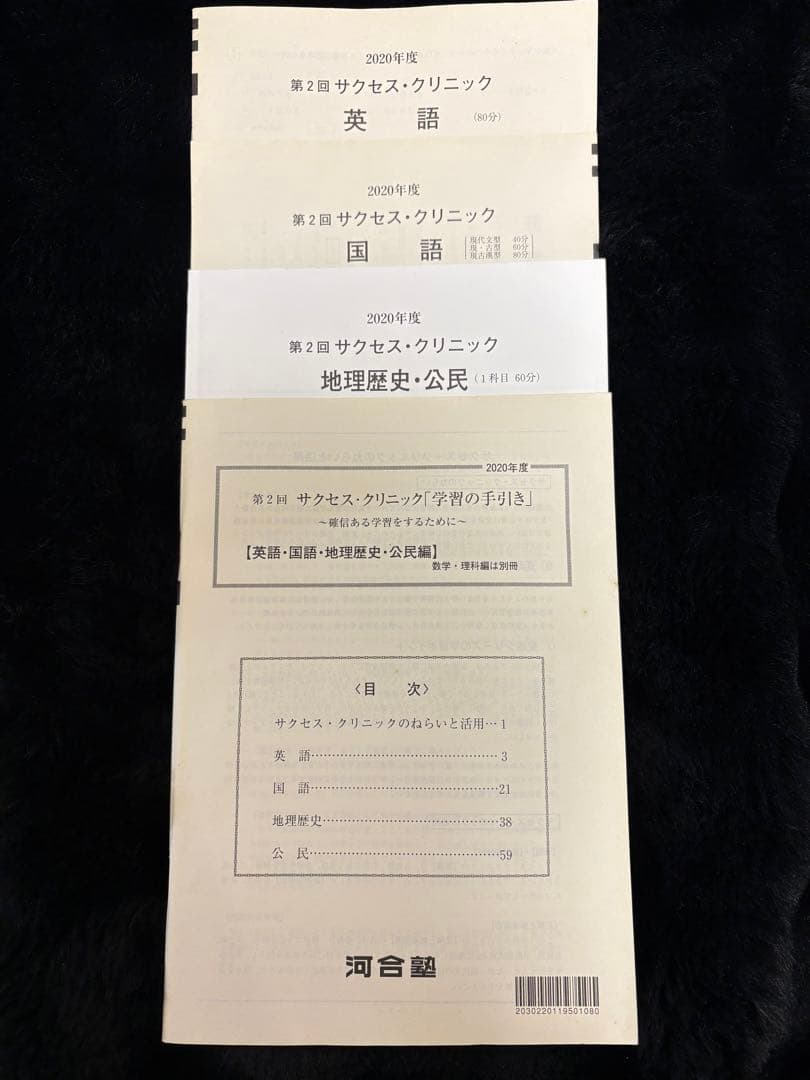 2020年度
第2回 サクセス・クリニック
英 語 (80分)
2020年度
第2回 サクセス・クリニック
国 語
現代文型 40分
現・古型 60分
現古漢型 80分
2020年度
第2回 サクセス・クリニック
地理歴史・公民 (1科目 60分)
2020年度
第2回 サクセス・クリニック「学習の手引き」
~確信ある学習をするために~
【英語・国語・地理歴史・公民編】
数学・理科編は別冊
〈目 次〉
サクセス・クリニックのねらいと活用…1
英 語……………………………………3
国 語……………………………………21
地理歴史…………………………………38
公 民……………………………………59
河合塾
2030220119501080